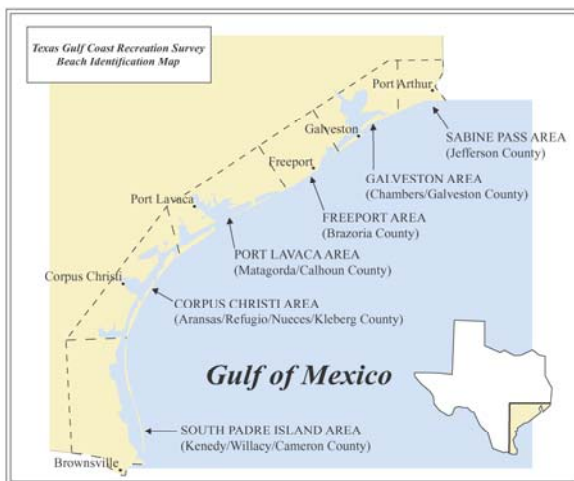 Texas Gulf Coast Recreation Survey
Beach Identification Map
Port Arthur
Galveston
SABINE PASS AREA
(Jefferson County)
Freeport
GALVESTON AREA
(Chambers/Galveston County)
Port Lavaca
FREEPORT AREA
(Brazoria County)
PORT LAVACA AREA
(Matagorda/Calhoun County)
Corpus Christi
CORPUS CHRISTI AREA
(Aransas/Refugio/Nueces/Kleberg County)
Gulf of Mexico
SOUTH PADRE ISLAND AREA
(Kenedy/Willacy/Cameron County)
Brownsville